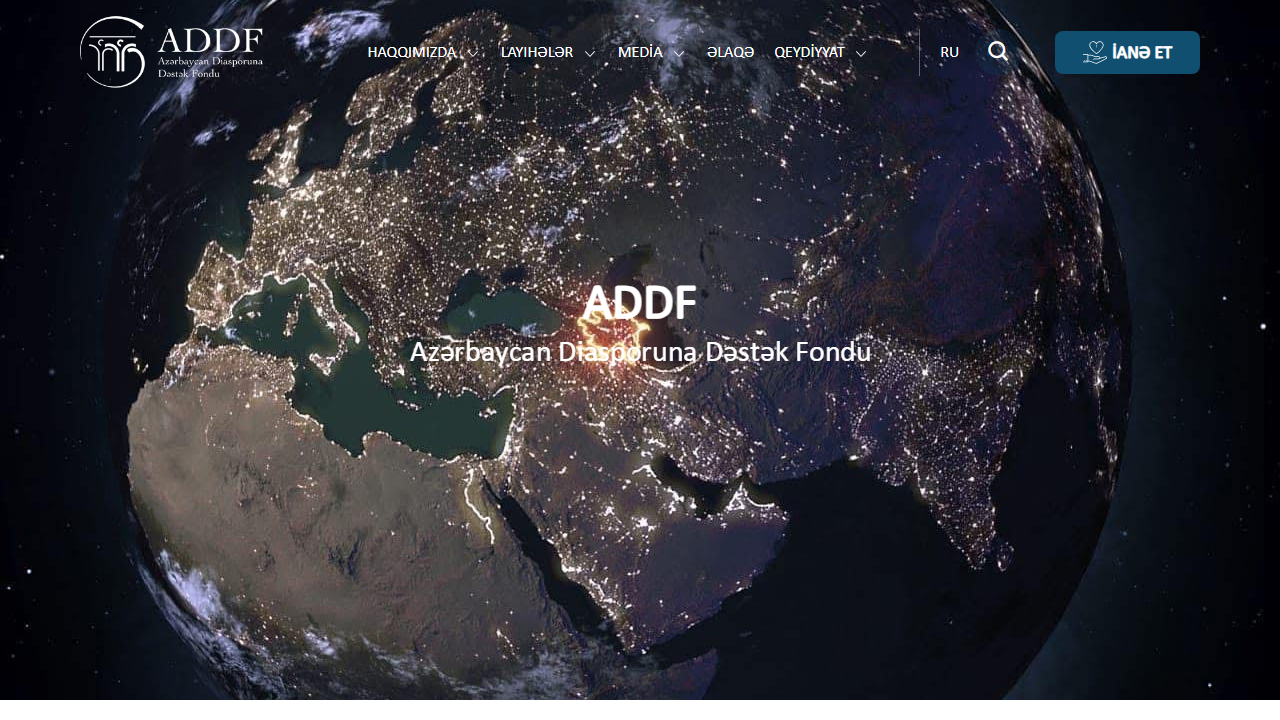 ADDF
Azərbaycan Diasporuna
Dəstək Fondu
HAQQIMIZDA
LAYIHƏLƏR
MEDİA
ƏLAQƏ
QEYDİYYAT
RU
İANƏ ET
ADDF
Azərbaycan Diasporuna Dəstək Fondu